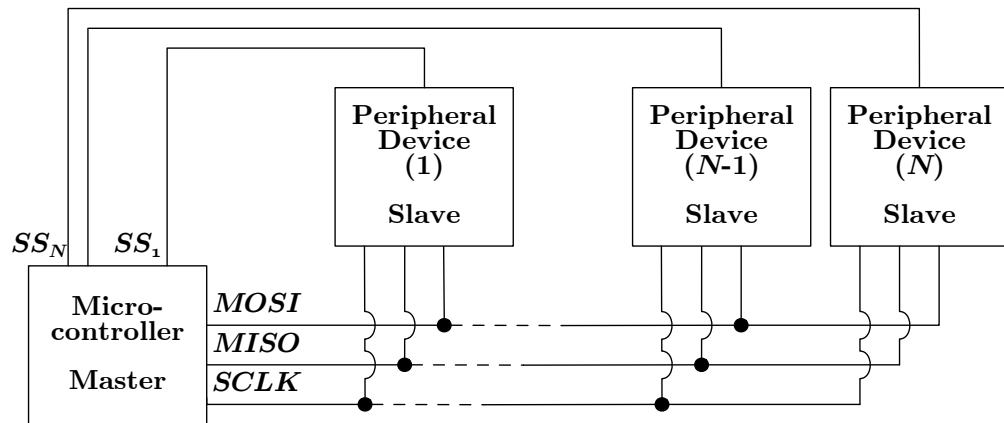 Peripheral
Device
(1)
Slave
Peripheral
Device
(N-1)
Slave
Peripheral
Device
(N)
Slave
SS_N
SS_1
Micro-
controller
Master
MOSI
MISO
SCLK